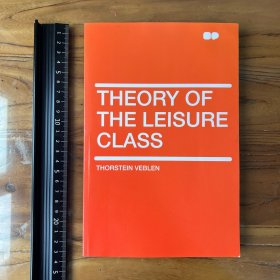 THEORY OF
THE LEISURE
CLASS
THORSTEIN VEBLEN